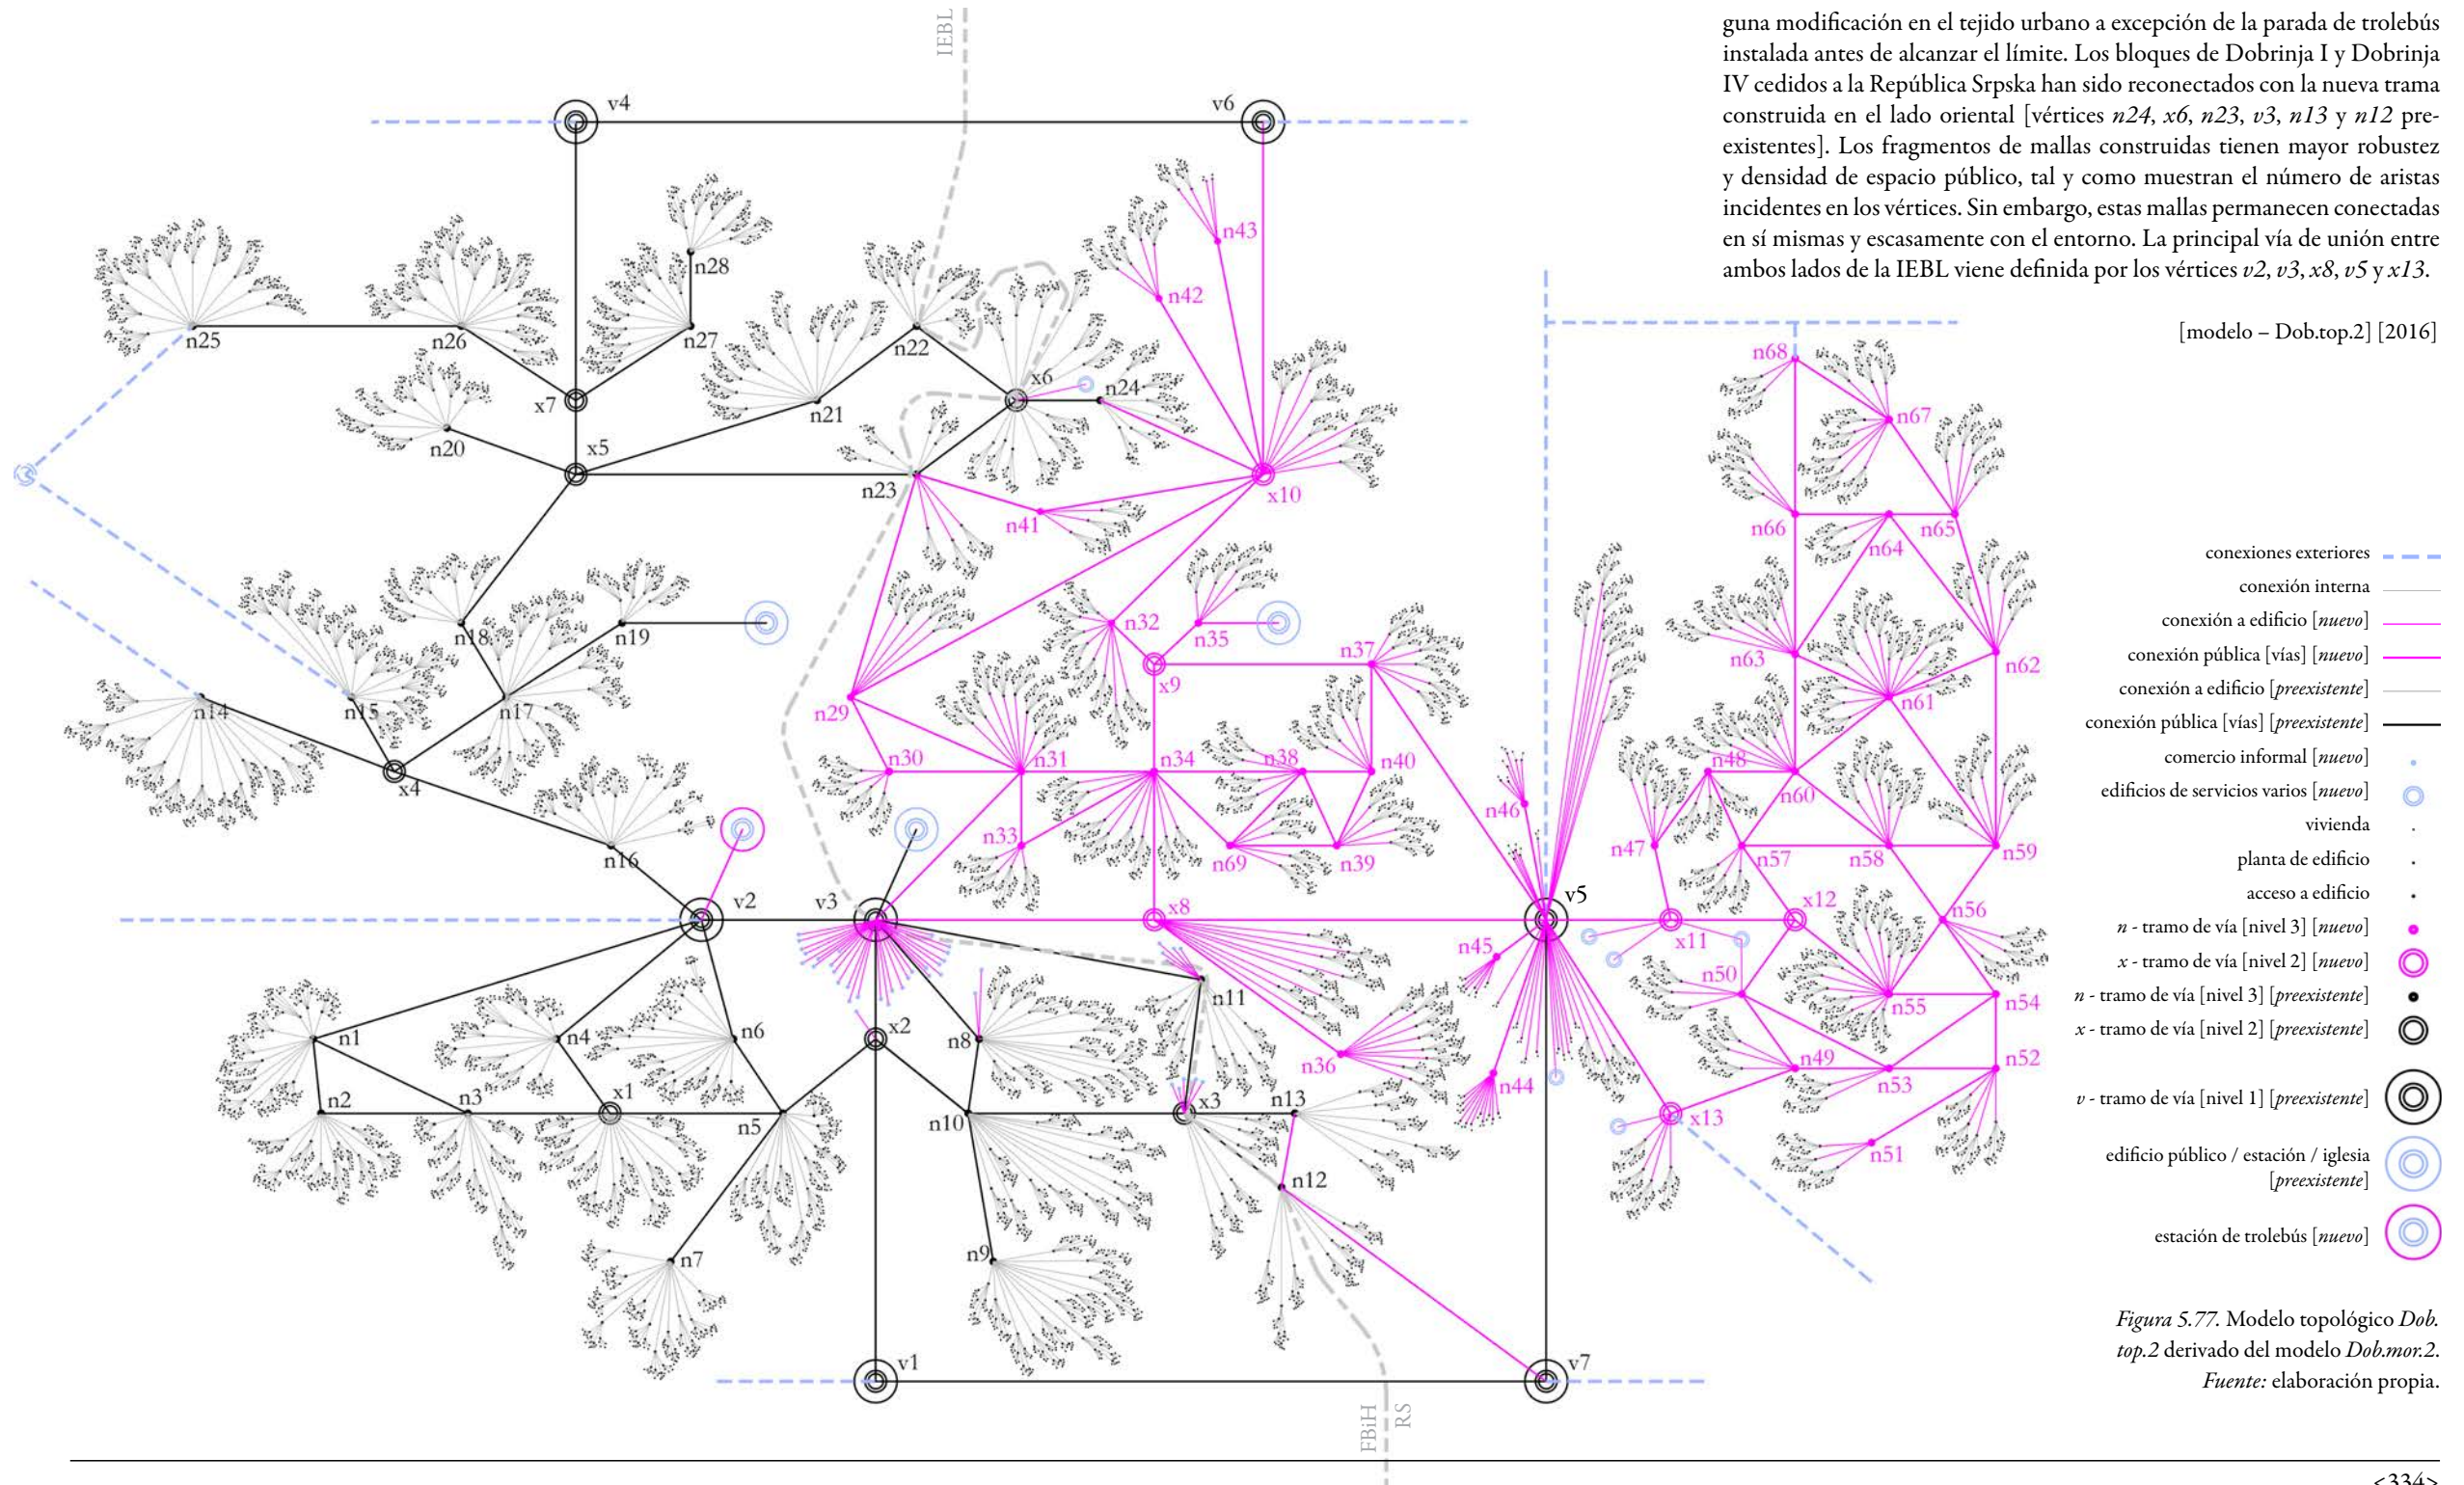 guna modificación en el tejido urbano a excepción de la parada de trolebús
instalada antes de alcanzar el límite. Los bloques de Dobrinja I y Dobrinja
IV cedidos a la República Srpska han sido reconectados con la nueva trama
construida en el lado oriental [vértices n24, x6, n23, v3, n13 y n12 pre-
existentes]. Los fragmentos de mallas construidas tienen mayor robustez
y densidad de espacio público, tal y como muestran el número de aristas
incidentes en los vértices. Sin embargo, estas mallas permanecen conectadas
en sí mismas y escasamente con el entorno. La principal vía de unión entre
ambos lados de la IEBL viene definida por los vértices v2, v3, x8, v5 y x13.
[modelo – Dob.top.2] [2016]
IEBL
v4
v6
n43
n28
n42
n25
n26
n27
n22
x6
n24
x7
n21
n20
x5
n23
x10
n41
n68
n67
n66
n64
n65
n18
n19
n32
n35
n37
n63
n62
x9
n14
n15
n17
n29
n61
x4
n30
n31
n34
n38
n40
n48
n60
n46
n16
n33
n69
n39
n47
n57
n58
n59
v2
v3
x8
v5
x12
n56
x11
n45
n50
n11
n55
n54
n1
n4
n6
x2
n8
n36
n44
n49
n53
n52
n2
n3
x1
n5
n10
x3
n13
x13
n51
n12
n7
n9
v1
v7
FBiH
RS
conexiones exteriores
conexión interna
conexión a edificio [nuevo]
conexión pública [vías] [nuevo]
conexión a edificio [preexistente]
conexión pública [vías] [preexistente]
comercio informal [nuevo]
edificios de servicios varios [nuevo]
vivienda
planta de edificio
acceso a edificio
n - tramo de vía [nivel 3] [nuevo]
x - tramo de vía [nivel 2] [nuevo]
n - tramo de vía [nivel 3] [preexistente]
x - tramo de vía [nivel 2] [preexistente]
v - tramo de vía [nivel 1] [preexistente]
edificio público / estación / iglesia
[preexistente]
estación de trolebús [nuevo]
Figura 5.77. Modelo topológico Dob.
top.2 derivado del modelo Dob.mor.2.
Fuente: elaboración propia.
<334>